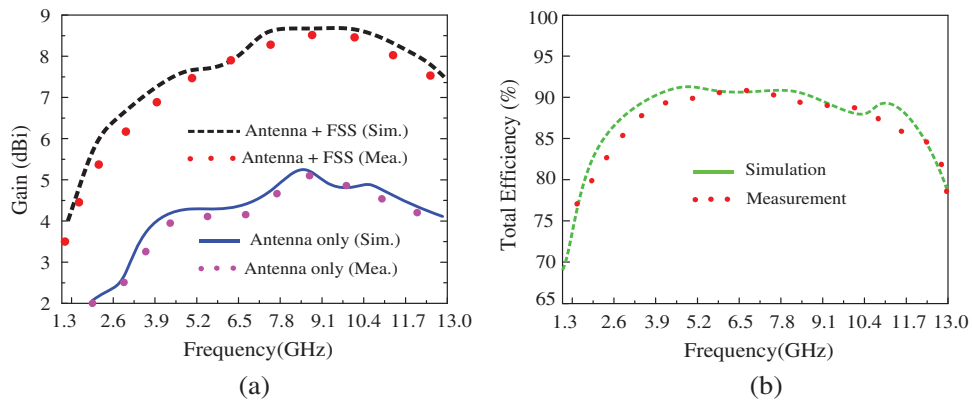 9
8
7
6
5
4
3
2
Gain (dBi)
Antenna + FSS (Sim.)
Antenna + FSS (Mea.)
Antenna only (Sim.)
Antenna only (Mea.)
1.3 2.6 3.9 5.2 6.5 7.8 9.1 10.4 11.7 13.0
Frequency(GHz)
(a)
100
95
90
85
80
75
70
65
Total Efficiency (%)
Simulation
Measurement
1.3 2.6 3.9 5.2 6.5 7.8 9.1 10.4 11.7 13.0
Frequency(GHz)
(b)